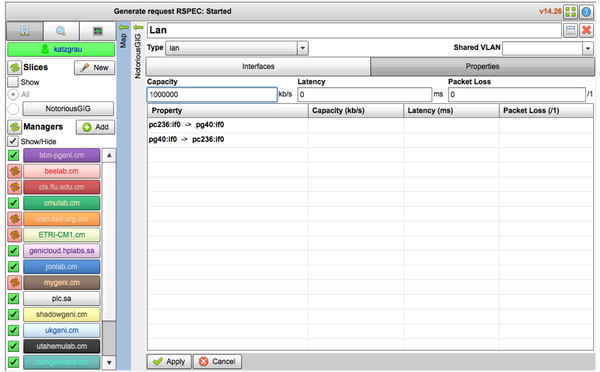 Generate request RSPEC: Started
v14.26
katzgrau
Slices
New
Show
All
NotoriousGIG
Managers
Add
Show/Hide
bbn-pgeni.cm
beelab.cm
cis.fiu.edu.cm
cmulab.cm
cron.loni.org.cm
ETRI-CM1.cm
genicloud.hplabs.sa
jonlab.cm
mygeni.cm
plc.sa
shadowgeni.cm
ukgeni.cm
utahemulab.cm
Map
NotoriousGIG
Lan
Type lan Shared VLAN
Interfaces Properties
Capacity Latency Packet Loss
1000000 kb/s 0 ms 0 /1
Property Capacity (kb/s) Latency (ms) Packet Loss (/1)
pc236:if0 -> pg40:if0
pg40:if0 -> pc236:if0
Apply Cancel